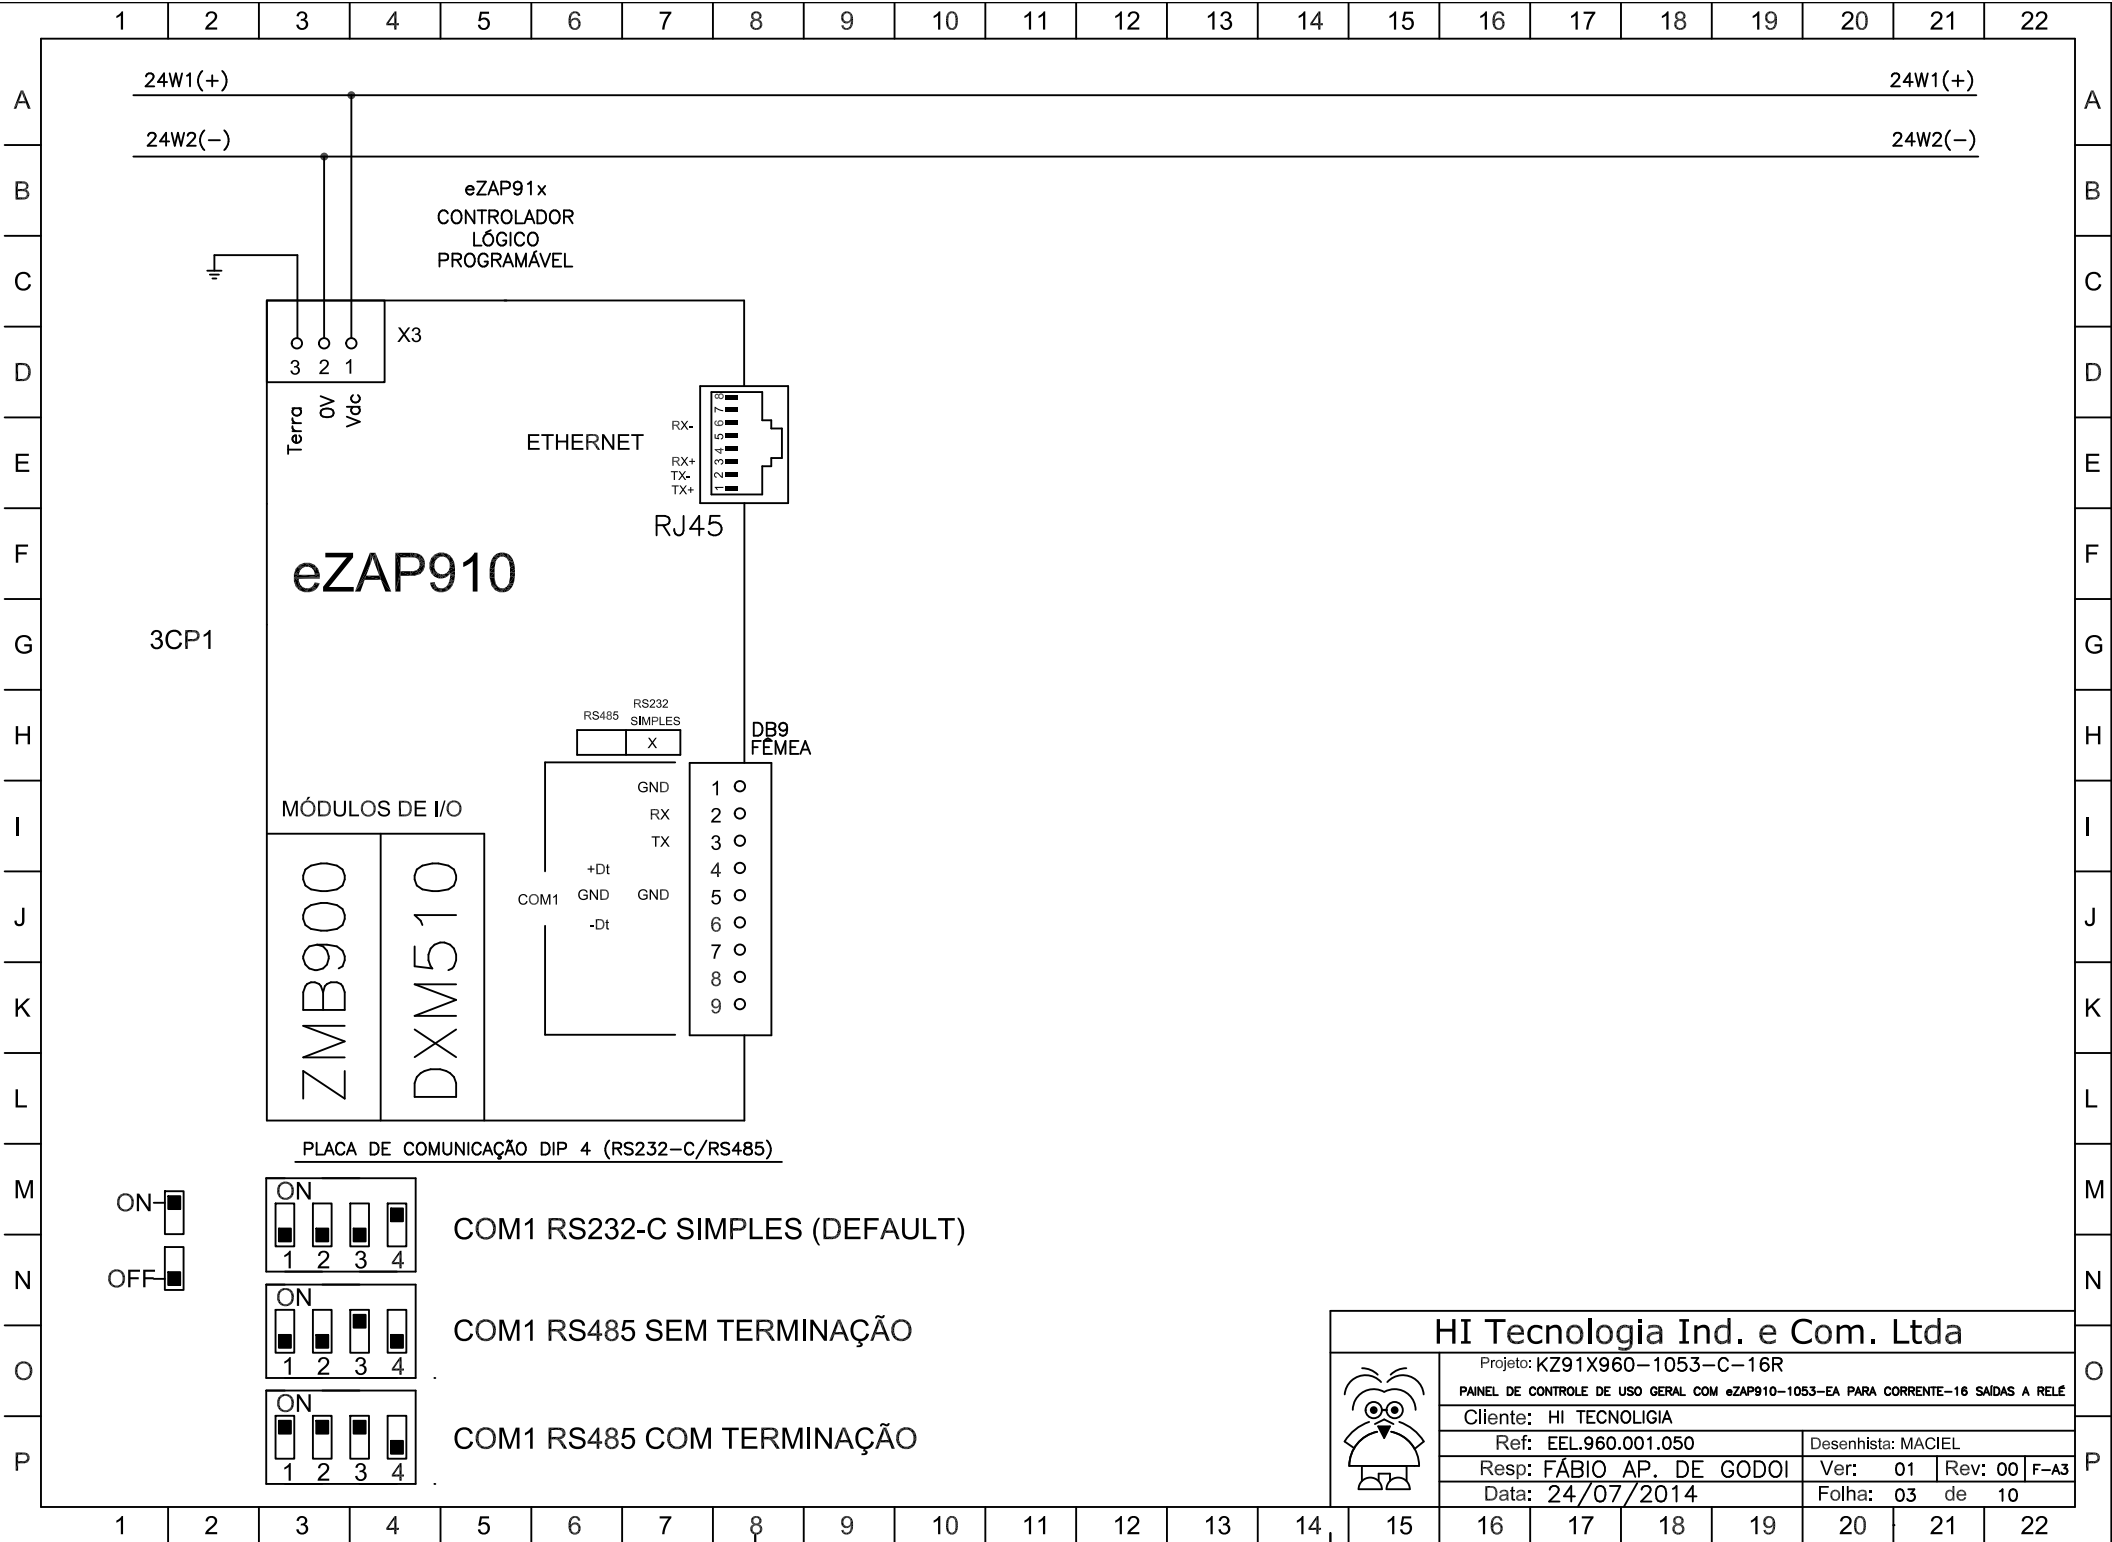 1 2 3 4 5 6 7 8 9 10 11 12 13 14 15 16 17 18 19 20 21 22
A
B
C
D
E
F
G
H
I
J
K
L
M
N
O
P
24W1(+)
24W1(+)
24W2(-)
24W2(-)
eZAP91x
CONTROLADOR
LÓGICO
PROGRAMÁVEL
X3
3 2 1
Terra
0V
Vdc
ETHERNET
RX-
RX+
TX-
TX+
8
7
6
5
4
3
2
1
RJ45
eZAP910
3CP1
RS485
RS232
SIMPLES
X
DB9
FÊMEA
GND 1
RX 2
TX 3
+Dt 4
COM1 GND GND 5
-Dt 6
7
8
9
MÓDULOS DE I/O
ZMB900
DXM510
PLACA DE COMUNICAÇÃO DIP 4 (RS232-C/RS485)
ON
OFF
ON
1 2 3 4
COM1 RS232-C SIMPLES (DEFAULT)
ON
1 2 3 4
COM1 RS485 SEM TERMINAÇÃO
ON
1 2 3 4
COM1 RS485 COM TERMINAÇÃO
HI Tecnologia Ind. e Com. Ltda
Projeto: KZ91X960-1053-C-16R
PAINEL DE CONTROLE DE USO GERAL COM eZAP910-1053-EA PARA CORRENTE-16 SAÍDAS A RELÉ
Cliente: HI TECNOLIGIA
Ref: EEL.960.001.050
Desenhista: MACIEL
Resp: FÁBIO AP. DE GODOI
Ver: 01 Rev: 00 F-A3
Data: 24/07/2014
Folha: 03 de 10
A
B
C
D
E
F
G
H
I
J
K
L
M
N
O
P
1 2 3 4 5 6 7 8 9 10 11 12 13 14 15 16 17 18 19 20 21 22